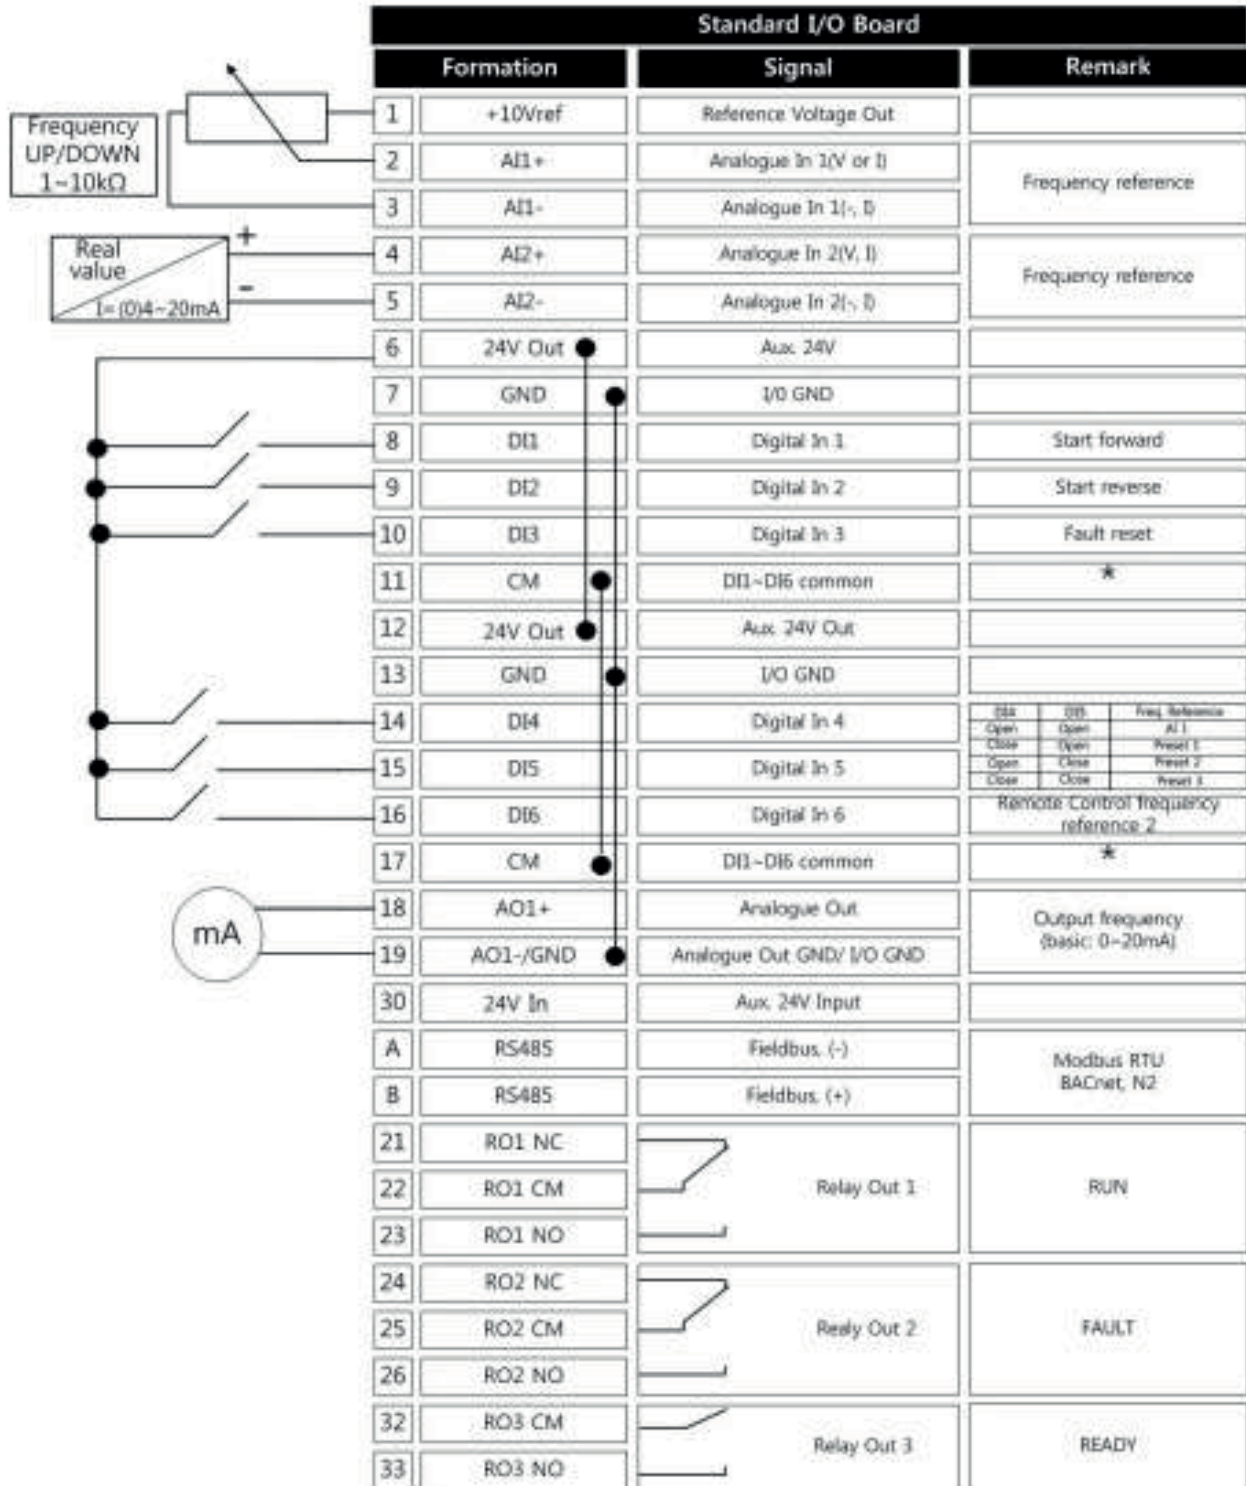 Standard I/O Board
Formation Signal Remark
Frequency
UP/DOWN
1~10kΩ
1 +10Vref Reference Voltage Out
2 AI1+ Analogue In 1(V or I)
Frequency reference
3 AI1- Analogue In 1(-, I)
Real
value
I=(0)4~20mA
+
-
4 AI2+ Analogue In 2(V, I)
Frequency reference
5 AI2- Analogue In 2(-, I)
6 24V Out Aux. 24V
7 GND I/0 GND
8 DI1 Digital In 1 Start forward
9 DI2 Digital In 2 Start reverse
10 DI3 Digital In 3 Fault reset
11 CM DI1~DI6 common *
12 24V Out Aux. 24V Out
13 GND I/O GND
14 DI4 Digital In 4
DI4 DI5 Freq. Reference
Open Open AI 1
Close Open Preset 1
Open Close Preset 2
Close Close Preset 3
15 DI5 Digital In 5
16 DI6 Digital In 6
Remote Control frequency
reference 2
17 CM DI1~DI6 common *
mA
18 AO1+ Analogue Out
Output frequency
(basic: 0~20mA)
19 AO1-/GND Analogue Out GND/ I/O GND
30 24V In Aux. 24V Input
A RS485 Fieldbus, (-)
Modbus RTU
BACnet, N2
B RS485 Fieldbus, (+)
21 RO1 NC
22 RO1 CM Relay Out 1 RUN
23 RO1 NO
24 RO2 NC
25 RO2 CM Realy Out 2 FAULT
26 RO2 NO
32 RO3 CM
Relay Out 3 READY
33 RO3 NO